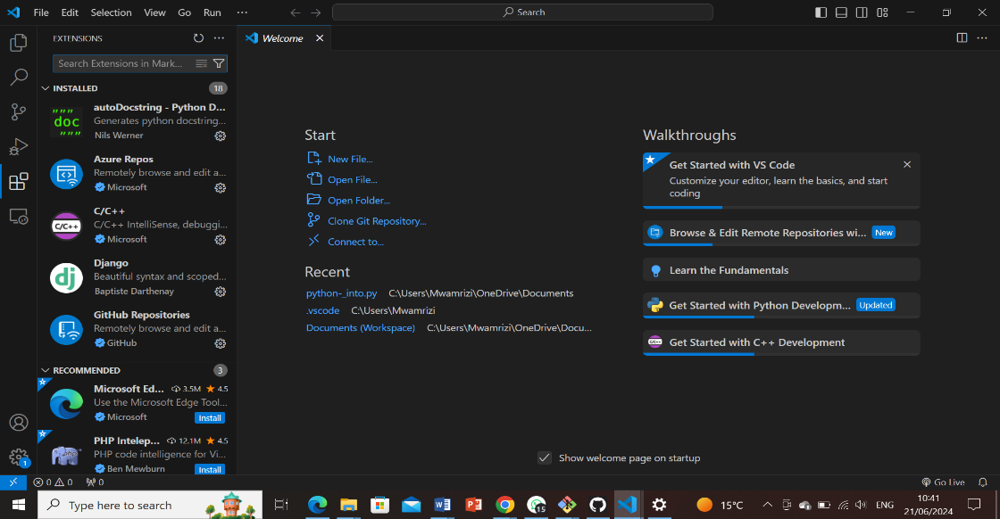 File Edit Selection View Go Run ...
Search
EXTENSIONS
Welcome
Search Extensions in Mark...
INSTALLED 18
autoDocstring - Python D...
Generates python docstring...
Nils Werner
doc
Azure Repos
Remotely browse and edit a...
Microsoft
C/C++
C/C++
C/C++ IntelliSense, debuggi...
Microsoft
Django
dj
Beautiful syntax and scoped...
Baptiste Darthenay
GitHub Repositories
Remotely browse and edit a...
GitHub
RECOMMENDED 3
Microsoft Ed... 3.5M 4.5
Use the Microsoft Edge Tool...
Microsoft Install
PHP Intelep... 12.1M 4.5
PHP code intelligence for Vi...
Ben Mewburn Install
1
Start
New File...
Open File...
Open Folder...
Clone Git Repository...
Connect to...
Recent
python-_into.py C:\Users\Mwamrizi\OneDrive\Documents
.vscode C:\Users\Mwamrizi
Documents (Workspace) C:\Users\Mwamrizi\OneDrive\Docu...
Walkthroughs
Get Started with VS Code
Customize your editor, learn the basics, and start
coding
Browse & Edit Remote Repositories wi... New
Learn the Fundamentals
Get Started with Python Developm... Updated
C/C++ Get Started with C++ Development
Show welcome page on startup
0 0 0
Go Live
Type here to search
15
15°C
ENG
10:41
21/06/2024